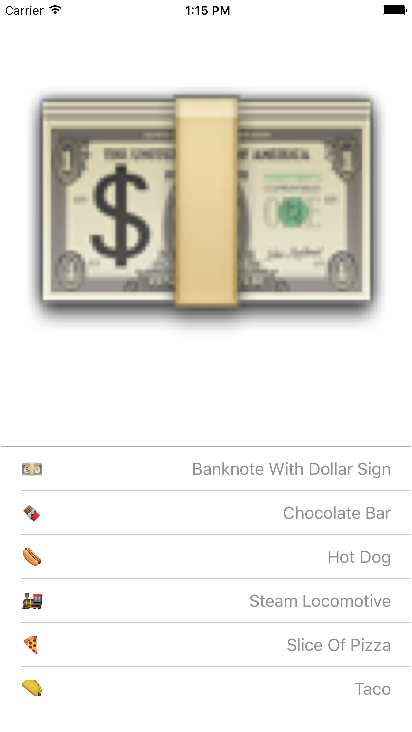 Carrier 1:15 PM
1 THE UNITED OF AMERICA 1
$
1 1
Banknote With Dollar Sign
Chocolate Bar
Hot Dog
Steam Locomotive
Slice Of Pizza
Taco